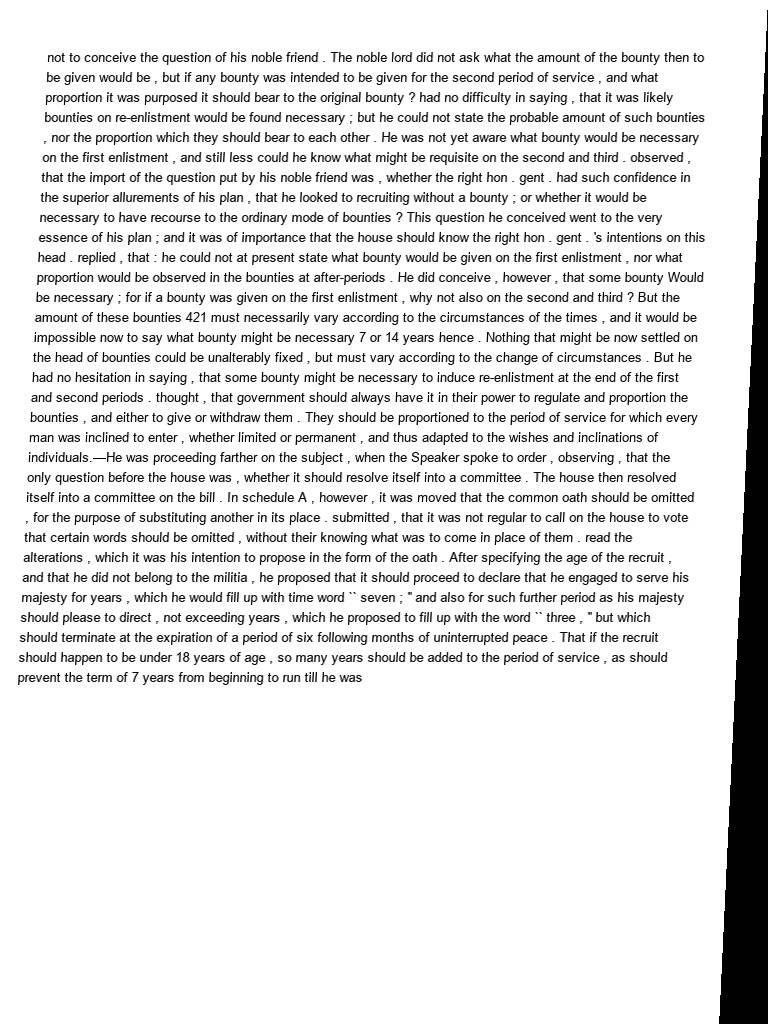 not to conceive the question of his noble friend . The noble lord did not ask what the amount of the bounty then to
be given would be , but if any bounty was intended to be given for the second period of service , and what
proportion it was purposed it should bear to the original bounty ? had no difficulty in saying , that it was likely
bounties on re-enlistment would be found necessary ; but he could not state the probable amount of such bounties
, nor the proportion which they should bear to each other . He was not yet aware what bounty would be necessary
on the first enlistment , and still less could he know what might be requisite on the second and third . observed ,
that the import of the question put by his noble friend was , whether the right hon . gent . had such confidence in
the superior allurements of his plan , that he looked to recruiting without a bounty ; or whether it would be
necessary to have recourse to the ordinary mode of bounties ? This question he conceived went to the very
essence of his plan ; and it was of importance that the house should know the right hon . gent . 's intentions on this
head . replied , that : he could not at present state what bounty would be given on the first enlistment , nor what
proportion would be observed in the bounties at after-periods . He did conceive , however , that some bounty Would
be necessary ; for if a bounty was given on the first enlistment , why not also on the second and third ? But the
amount of these bounties 421 must necessarily vary according to the circumstances of the times , and it would be
impossible now to say what bounty might be necessary 7 or 14 years hence . Nothing that might be now settled on
the head of bounties could be unalterably fixed , but must vary according to the change of circumstances . But he
had no hesitation in saying , that some bounty might be necessary to induce re-enlistment at the end of the first
and second periods . thought , that government should always have it in their power to regulate and proportion the
bounties , and either to give or withdraw them . They should be proportioned to the period of service for which every
man was inclined to enter , whether limited or permanent , and thus adapted to the wishes and inclinations of
individuals.—He was proceeding farther on the subject , when the Speaker spoke to order , observing , that the
only question before the house was , whether it should resolve itself into a committee . The house then resolved
itself into a committee on the bill . In schedule A , however , it was moved that the common oath should be omitted
, for the purpose of substituting another in its place . submitted , that it was not regular to call on the house to vote
that certain words should be omitted , without their knowing what was to come in place of them . read the
alterations , which it was his intention to propose in the form of the oath . After specifying the age of the recruit ,
and that he did not belong to the militia , he proposed that it should proceed to declare that he engaged to serve his
majesty for years , which he would fill up with time word `` seven ; " and also for such further period as his majesty
should please to direct , not exceeding years , which he proposed to fill up with the word `` three , " but which
should terminate at the expiration of a period of six following months of uninterrupted peace . That if the recruit
should happen to be under 18 years of age , so many years should be added to the period of service , as should
prevent the term of 7 years from beginning to run till he was